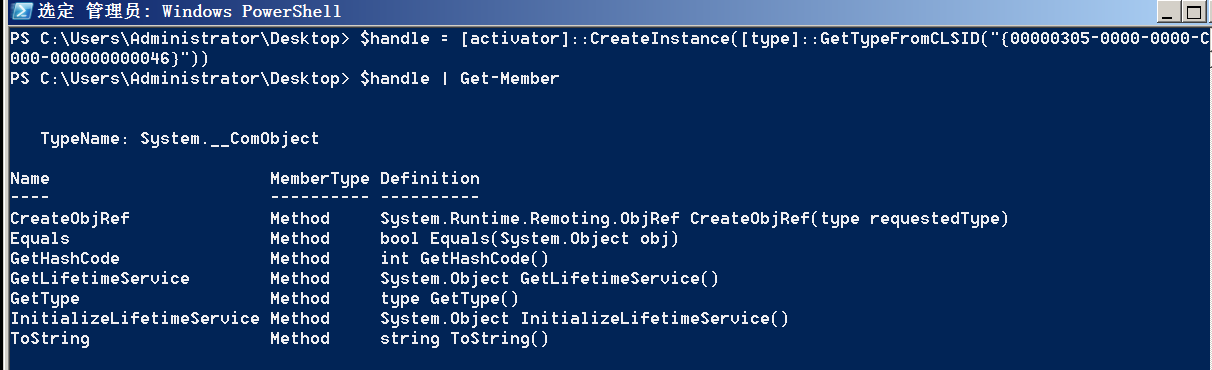 选定 管理员: Windows PowerShell
PS C:\Users\Administrator\Desktop> $handle = [activator]::CreateInstance([type]::GetTypeFromCLSID("{00000305-0000-0000-C
000-000000000046}"))
PS C:\Users\Administrator\Desktop> $handle | Get-Member
TypeName: System.__ComObject
Name MemberType Definition
---- ---------- ----------
CreateObjRef Method System.Runtime.Remoting.ObjRef CreateObjRef(type requestedType)
Equals Method bool Equals(System.Object obj)
GetHashCode Method int GetHashCode()
GetLifetimeService Method System.Object GetLifetimeService()
GetType Method type GetType()
InitializeLifetimeService Method System.Object InitializeLifetimeService()
ToString Method string ToString()